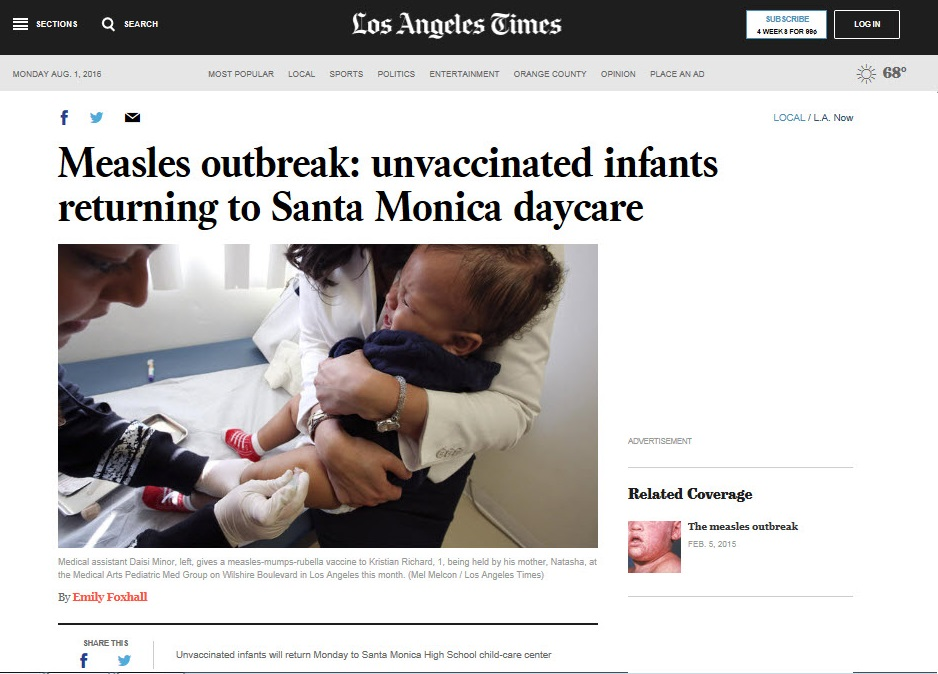 SECTIONS SEARCH Los Angeles Times SUBSCRIBE
4 WEEKS FOR 99¢ LOG IN
MONDAY AUG. 1, 2016 MOST POPULAR LOCAL SPORTS POLITICS ENTERTAINMENT ORANGE COUNTY OPINION PLACE AN AD 68°
LOCAL / L.A. Now
Measles outbreak: unvaccinated infants
returning to Santa Monica daycare
Medical assistant Daisi Minor, left, gives a measles-mumps-rubella vaccine to Kristian Richard, 1, being held by his mother, Natasha, at
the Medical Arts Pediatric Med Group on Wilshire Boulevard in Los Angeles this month. (Mel Melcon / Los Angeles Times)
By Emily Foxhall
ADVERTISEMENT
Related Coverage
The measles outbreak
FEB. 5, 2015
SHARE THIS
Unvaccinated infants will return Monday to Santa Monica High School child-care center